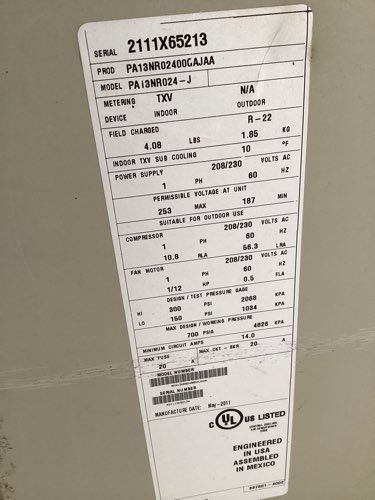 SERIAL 2111X65213
PROD PA13NR02400GAJAA
MODEL PA13NR024-J
METERING TXV N/A
DEVICE INDOOR OUTDOOR
FIELD CHARGED R-22
4.08 LBS 1.85 KG
INDOOR TXV SUB COOLING 10 °F
POWER SUPPLY 208/230 VOLTS AC
1 PH 60 HZ
PERMISSIBLE VOLTAGE AT UNIT
253 MAX 187 MIN
SUITABLE FOR OUTDOOR USE
COMPRESSOR 208/230 VOLTS AC
1 PH 60 HZ
10.8 RLA 56.3 LRA
FAN MOTOR 208/230 VOLTS AC
1 PH 60 HZ
1/12 HP 0.5 FLA
DESIGN / TEST PRESSURE GAGE
HI 300 PSI 2068 KPA
LO 150 PSI 1034 KPA
MAX DESIGN / WORKING PRESSURE
700 PSIG 4826 KPA
MINIMUM CIRCUIT AMPS 14.0
MAX FUSE MAX CKT-BKR
20 A 20 A
MODEL NUMBER
SERIAL NUMBER
MANUFACTURE DATE: May-2011
C UL US LISTED
ENGINEERED
IN USA
ASSEMBLED
IN MEXICO